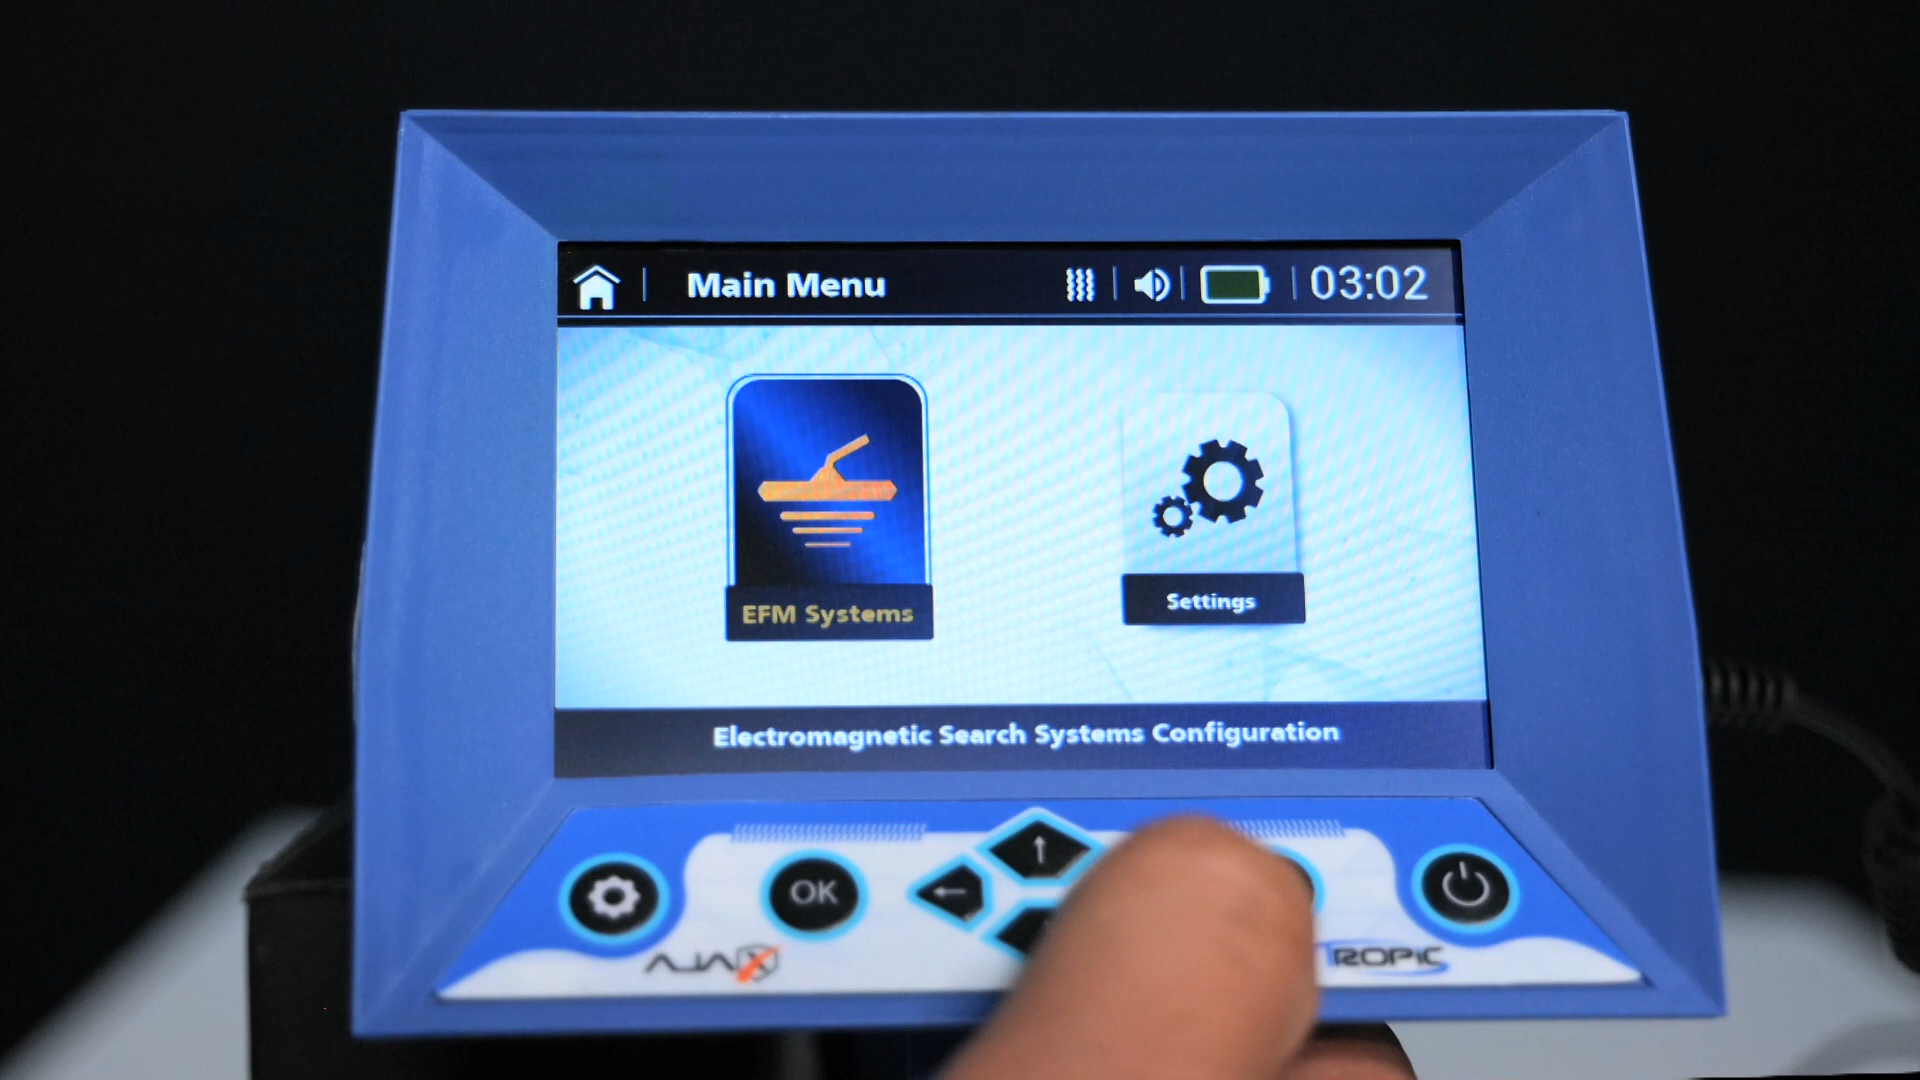 Main Menu
03:02
EFM Systems
Settings
Electromagnetic Search Systems Configuration
OK
AJAX
TROPIC